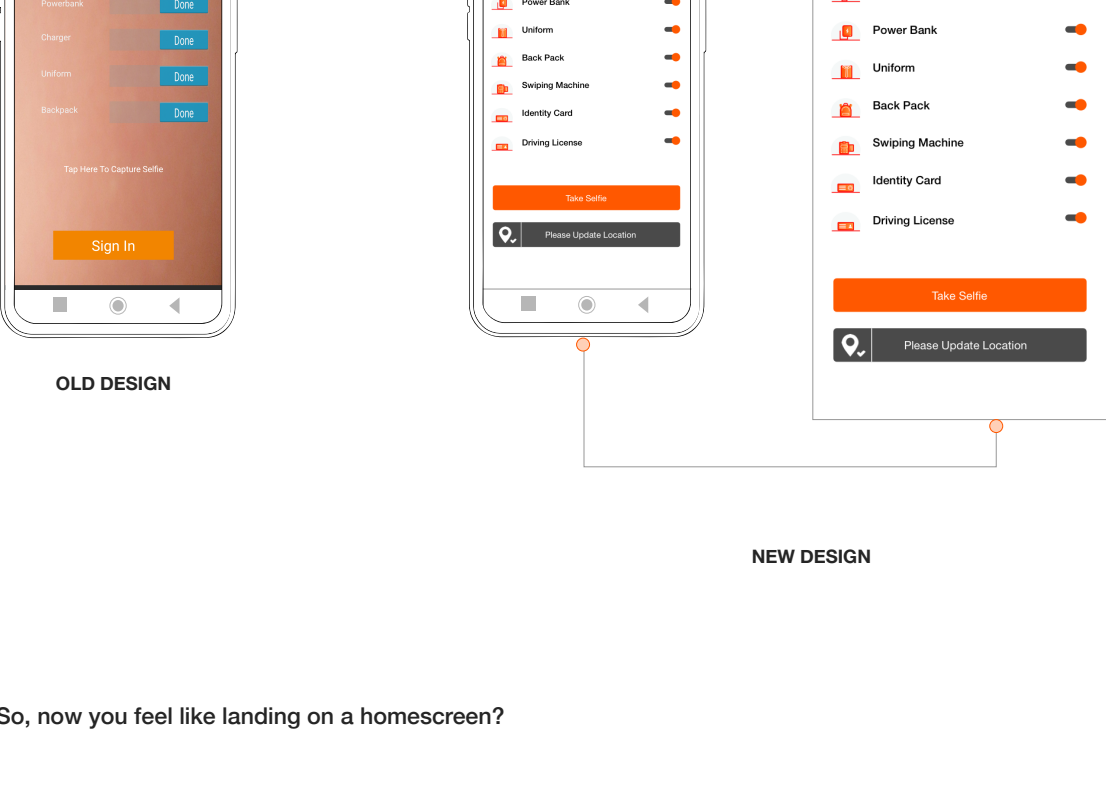 Powerbank
Done
Charger
Done
Uniform
Done
Backpack
Done
Tap Here To Capture Selfie
Sign In
OLD DESIGN
Power Bank
Uniform
Back Pack
Swiping Machine
Identity Card
Driving License
Take Selfie
Please Update Location
Power Bank
Uniform
Back Pack
Swiping Machine
Identity Card
Driving License
Take Selfie
Please Update Location
NEW DESIGN
So, now you feel like landing on a homescreen?